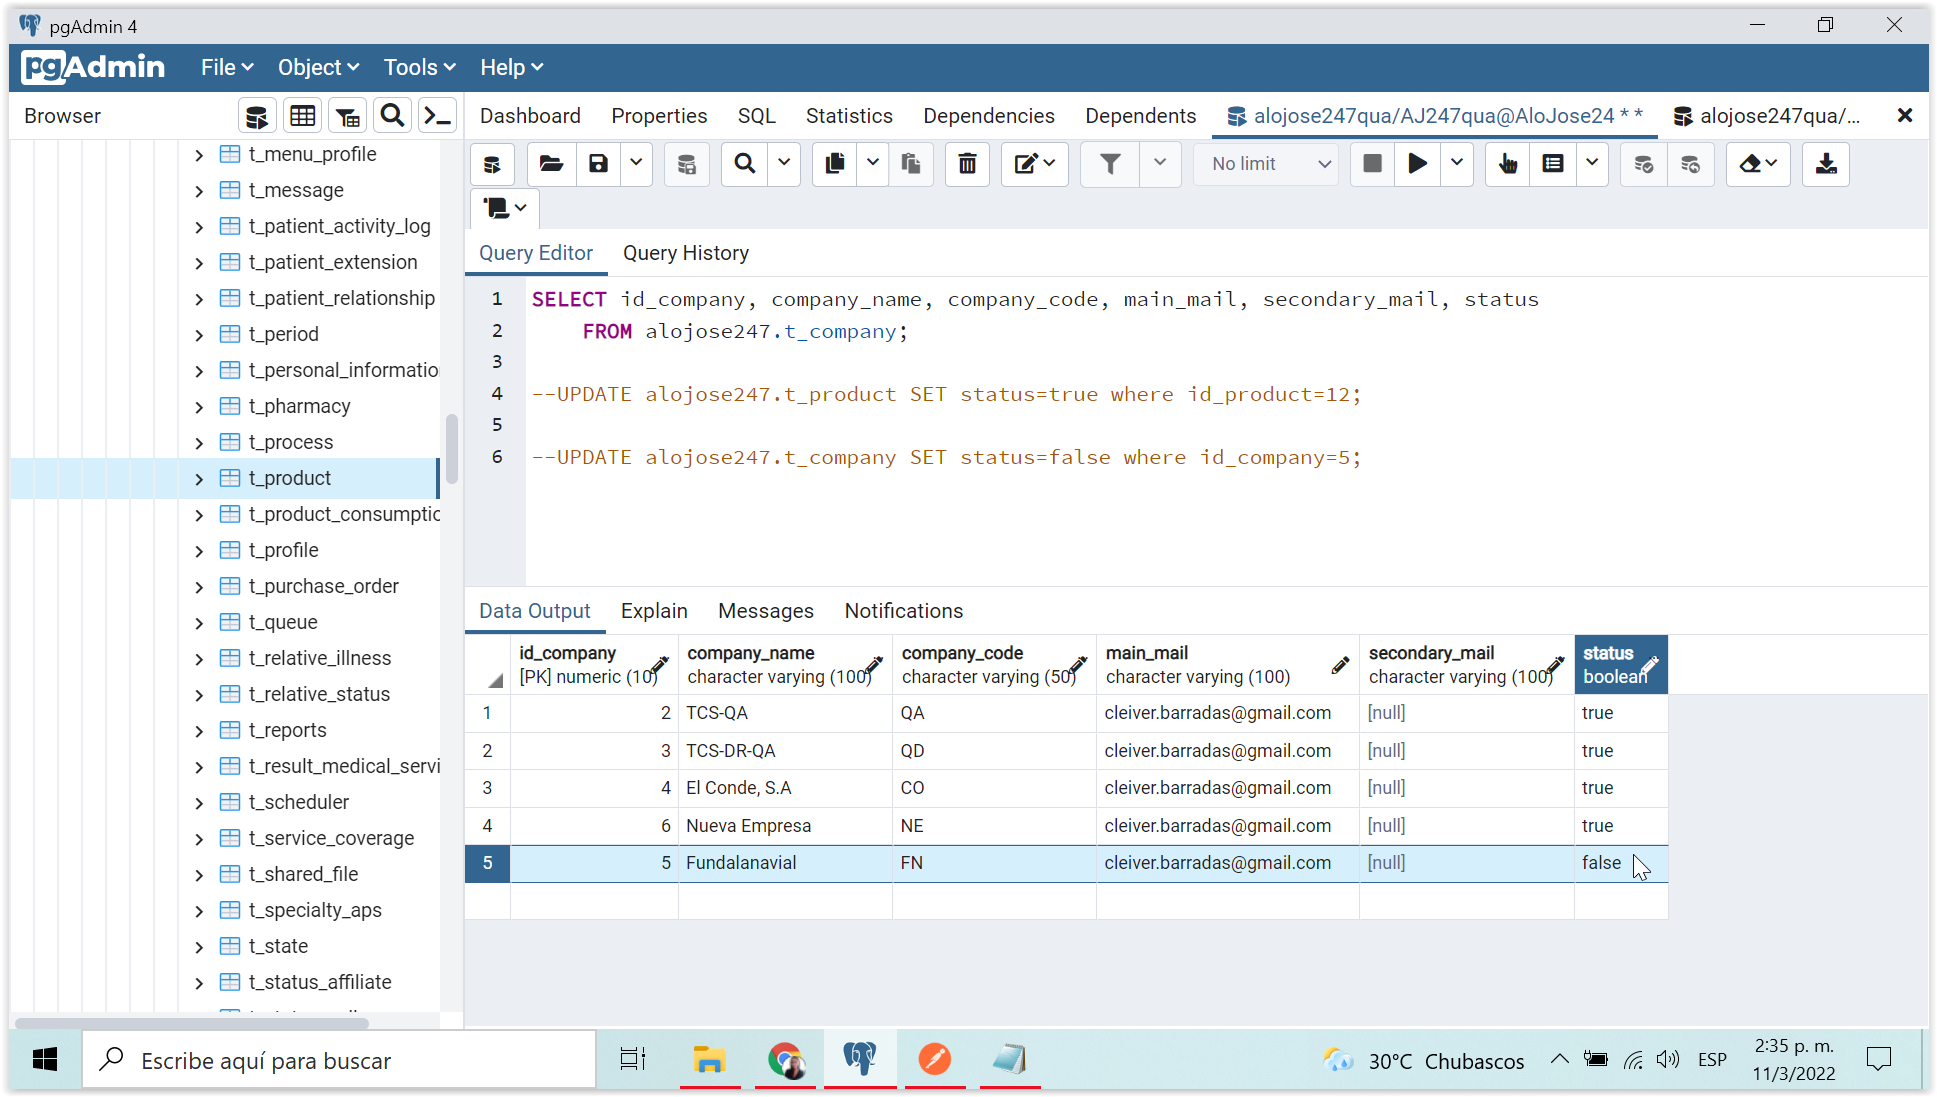 pgAdmin 4
pgAdmin File Object Tools Help
Browser
Dashboard Properties SQL Statistics Dependencies Dependents alojose247qua/AJ247qua@AloJose24 * * alojose247qua/...
No limit
t_menu_profile
t_message
t_patient_activity_log
t_patient_extension
t_patient_relationship
t_period
t_personal_informatio
t_pharmacy
t_process
t_product
t_product_consumptic
t_profile
t_purchase_order
t_queue
t_relative_illness
t_relative_status
t_reports
t_result_medical_servi
t_scheduler
t_service_coverage
t_shared_file
t_specialty_aps
t_state
t_status_affiliate
Query Editor Query History
1 SELECT id_company, company_name, company_code, main_mail, secondary_mail, status
2 FROM alojose247.t_company;
3
4 --UPDATE alojose247.t_product SET status=true where id_product=12;
5
6 --UPDATE alojose247.t_company SET status=false where id_company=5;
Data Output Explain Messages Notifications
id_company company_name company_code main_mail secondary_mail status
[PK] numeric (10) character varying (100) character varying (50) character varying (100) character varying (100) boolean
1 2 TCS-QA QA cleiver.barradas@gmail.com [null] true
2 3 TCS-DR-QA QD cleiver.barradas@gmail.com [null] true
3 4 El Conde, S.A CO cleiver.barradas@gmail.com [null] true
4 6 Nueva Empresa NE cleiver.barradas@gmail.com [null] true
5 5 Fundalanavial FN cleiver.barradas@gmail.com [null] false
Escribe aquí para buscar
30°C Chubascos
ESP
2:35 p. m.
11/3/2022